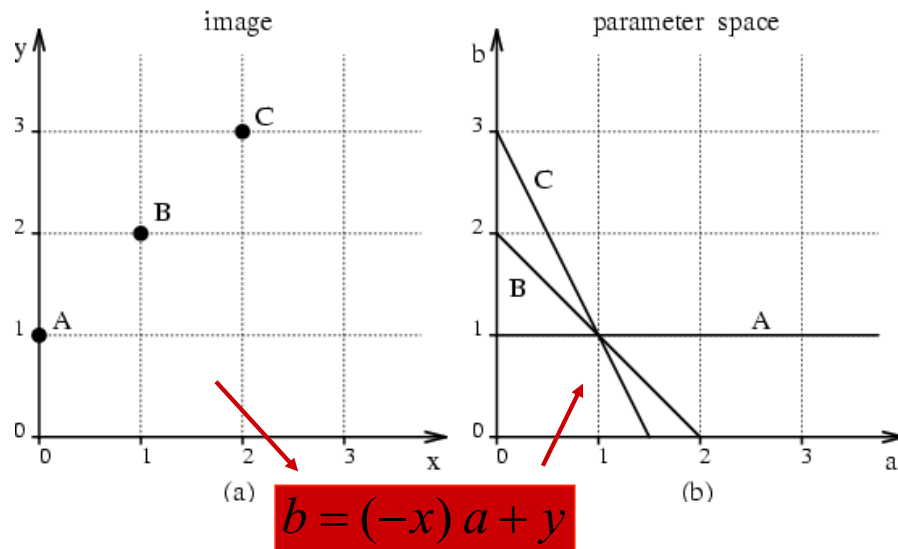 image
y
3
2
1
0
A
B
C
0 1 2 3
x
(a)
parameter space
b
3
2
1
0
C
B
A
0 1 2 3
a
(b)
b = (−x) a + y